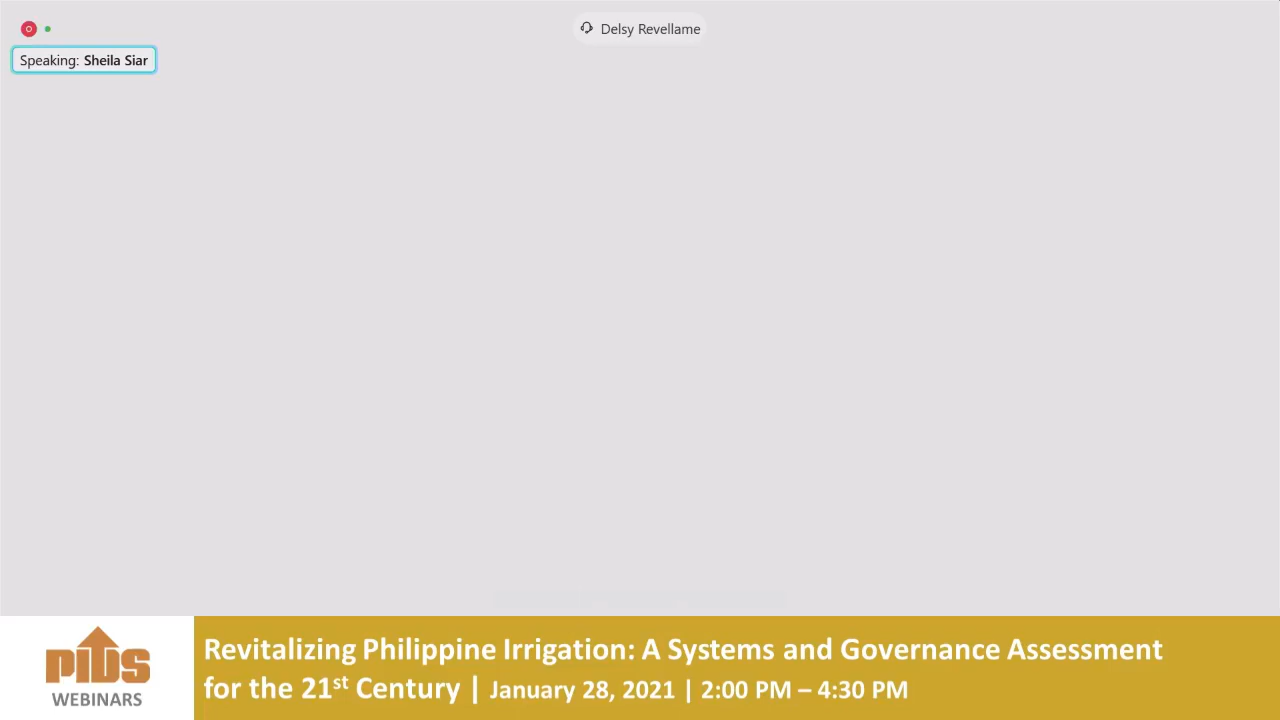 Delsy Revellame
Speaking: Sheila Siar
Revitalizing Philippine Irrigation: A Systems and Governance Assessment
for the 21st Century | January 28, 2021 | 2:00 PM – 4:30 PM
PIDS
WEBINARS